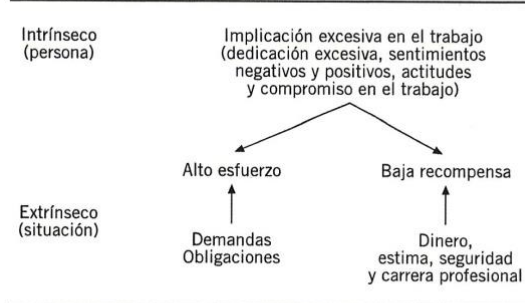 Intrínseco
(persona)
Implicación excesiva en el trabajo
(dedicación excesiva, sentimientos
negativos y positivos, actitudes
y compromiso en el trabajo)
Alto esfuerzo
Baja recompensa
Extrínseco
(situación)
Demandas
Obligaciones
Dinero,
estima, seguridad
y carrera profesional